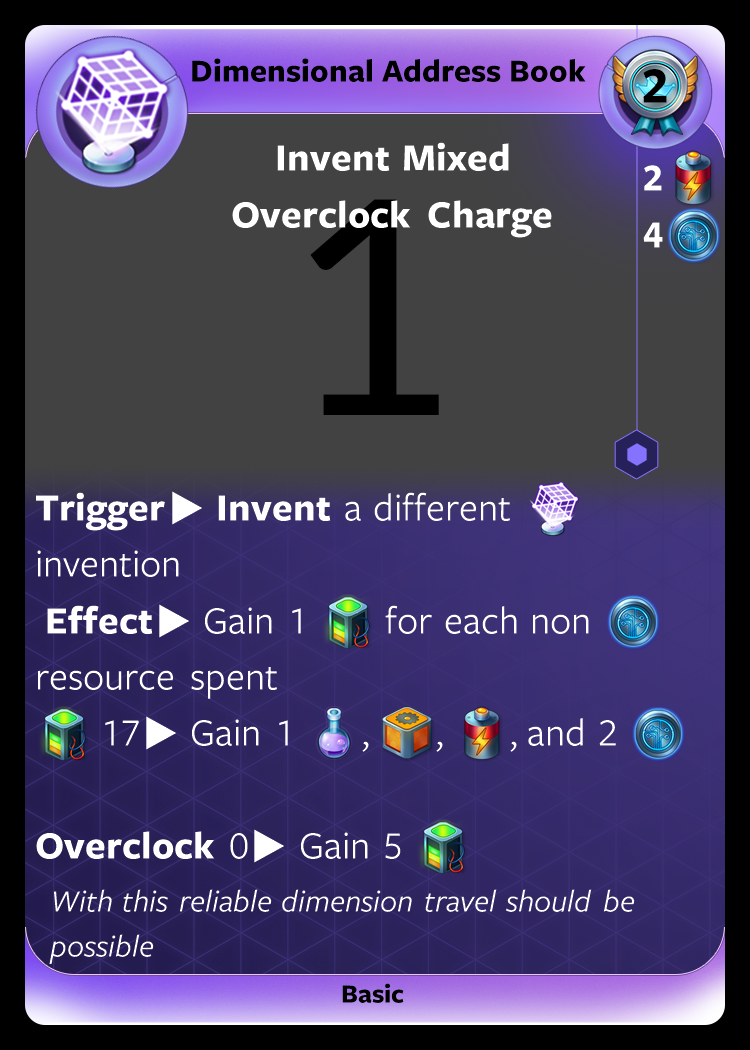 Dimensional Address Book
2
Invent Mixed
2
Overclock Charge
4
1
Trigger▶ Invent a different
invention
Effect▶ Gain 1 for each non
resource spent
17▶ Gain 1 , , , and 2
Overclock 0▶ Gain 5
With this reliable dimension travel should be
possible
Basic